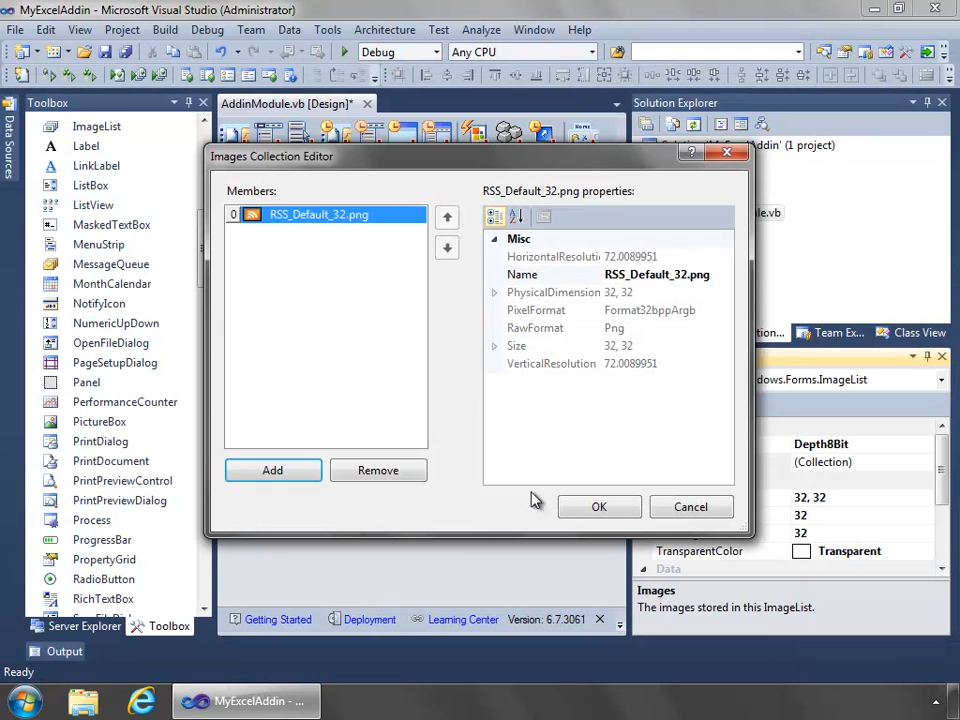 MyExcelAddin - Microsoft Visual Studio (Administrator)
File Edit View Project Build Debug Team Data Tools Architecture Test Analyze Window Help
Debug Any CPU
Toolbox
AddinModule.vb [Design]*
Solution Explorer
Data Sources
ImageList
Label
LinkLabel
ListBox
ListView
MaskedTextBox
MenuStrip
MessageQueue
MonthCalendar
NotifyIcon
NumericUpDown
OpenFileDialog
PageSetupDialog
Panel
PerformanceCounter
PictureBox
PrintDialog
PrintDocument
PrintPreviewControl
PrintPreviewDialog
Process
ProgressBar
PropertyGrid
RadioButton
RichTextBox
Server Explorer
Toolbox
Output
Ready
Images Collection Editor
Members:
0 RSS_Default_32.png
Add
Remove
RSS_Default_32.png properties:
Misc
HorizontalResoluti 72.0089951
Name RSS_Default_32.png
PhysicalDimension 32, 32
PixelFormat Format32bppArgb
RawFormat Png
Size 32, 32
VerticalResolution 72.0089951
OK
Cancel
' (1 project)
le.vb
tion... Team Ex... Class View
dows.Forms.ImageList
Depth8Bit
(Collection)
32, 32
32
32
TransparentColor Transparent
Data
Images
The images stored in this ImageList.
Getting Started Deployment Learning Center Version: 6.7.3061
MyExcelAddin - ...